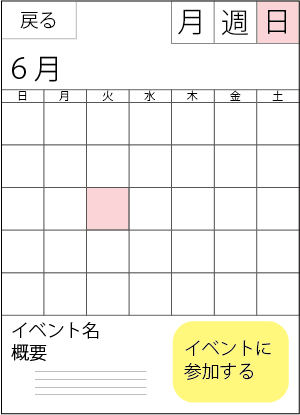 戻る
月 週 日
6月
日 月 火 水 木 金 土
イベント名
概要
イベントに
参加する